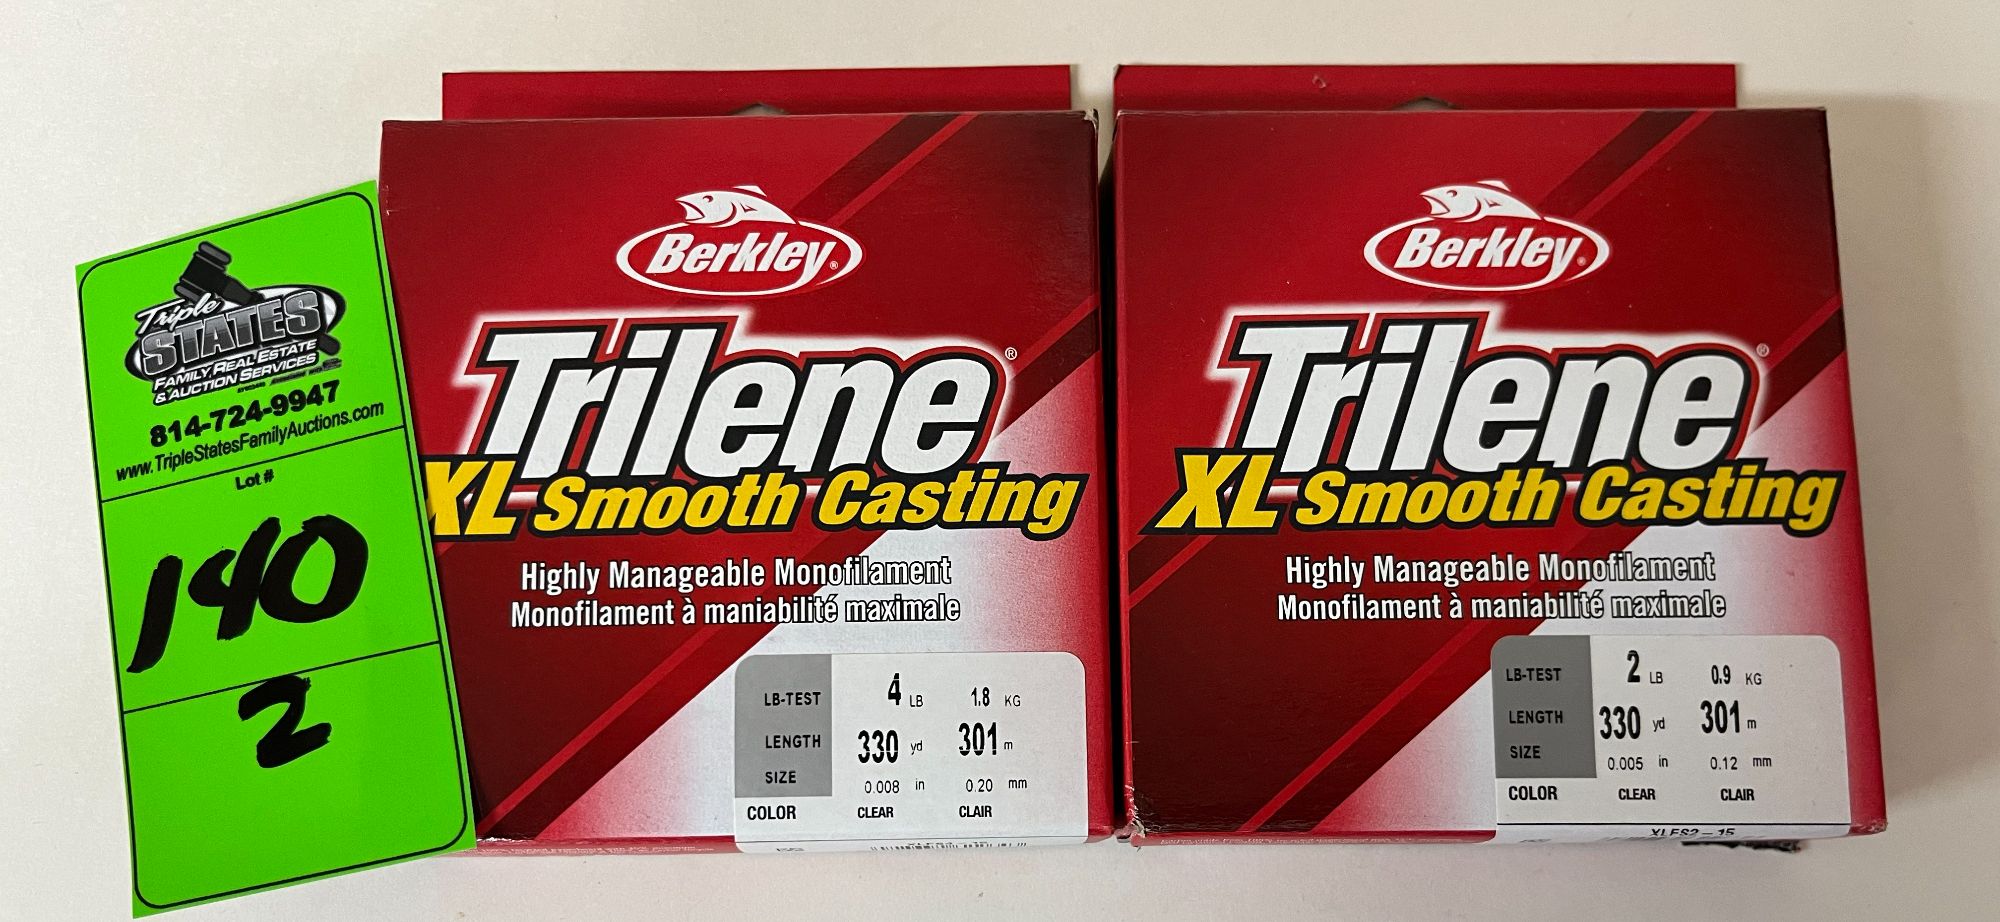 Triple
STATES
FAMILY, REAL ESTATE
& AUCTION SERVICES
814-724-9947
www.TripleStatesFamilyAuctions.com
Lot #
140
2
Berkley®
Trilene®
XL Smooth Casting
Highly Manageable Monofilament
Monofilament à maniabilité maximale
LB-TEST 4 LB 1.8 KG
LENGTH 330 yd 301 m
SIZE 0.008 in 0.20 mm
COLOR CLEAR CLAIR
Berkley®
Trilene®
XL Smooth Casting
Highly Manageable Monofilament
Monofilament à maniabilité maximale
LB-TEST 2 LB 0.9 KG
LENGTH 330 yd 301 m
SIZE 0.005 in 0.12 mm
COLOR CLEAR CLAIR
XLFS2-15